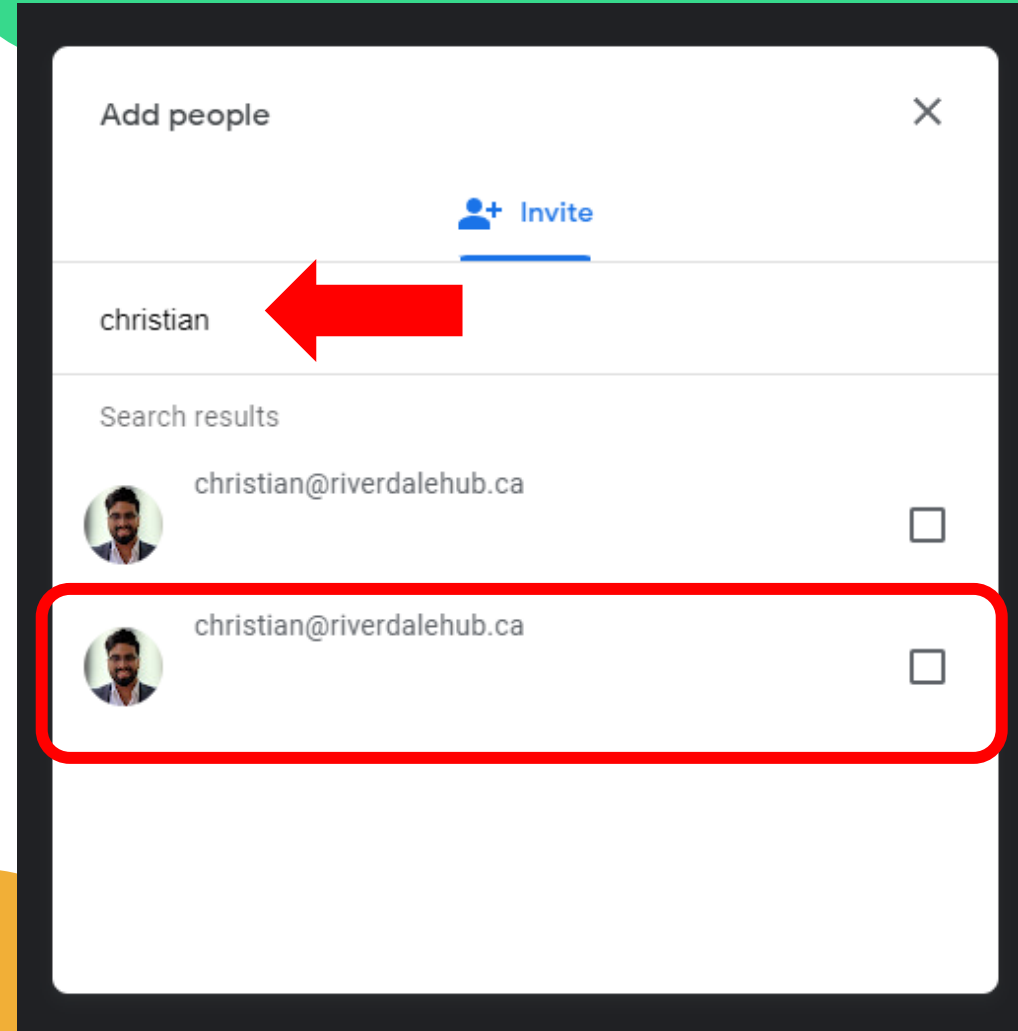 Add people
Invite
christian
Search results
christian@riverdalehub.ca
christian@riverdalehub.ca